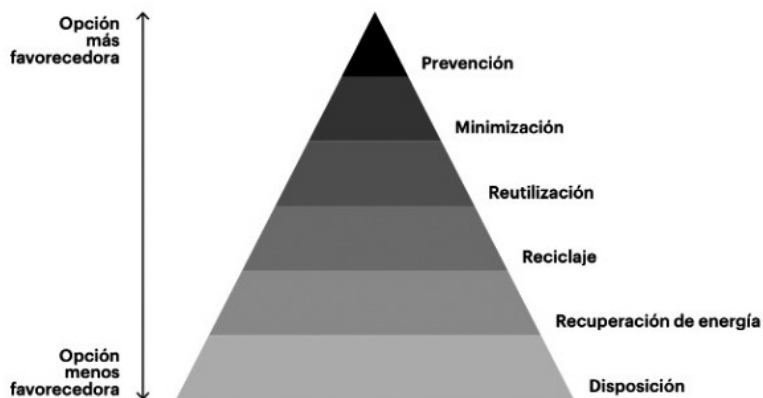 Opción
más
favorecedora
Prevención
Minimización
Reutilización
Reciclaje
Recuperación de energía
Opción
menos
favorecedora
Disposición